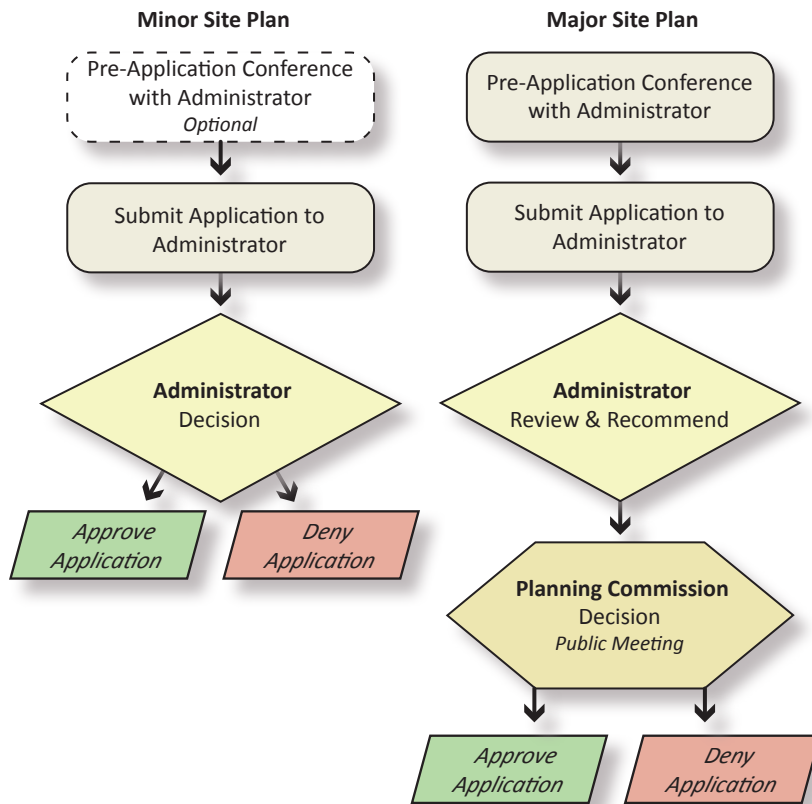 Minor Site Plan
Pre-Application Conference
with Administrator
Optional
Submit Application to
Administrator
Administrator
Decision
Approve
Application
Deny
Application
Major Site Plan
Pre-Application Conference
with Administrator
Submit Application to
Administrator
Administrator
Review & Recommend
Planning Commission
Decision
Public Meeting
Approve
Application
Deny
Application